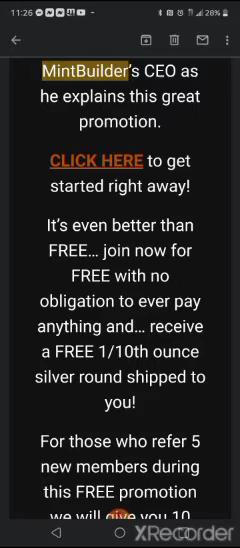 11:26
28%
MintBuilder's CEO as
he explains this great
promotion.
CLICK HERE to get
started right away!
It's even better than
FREE... join now for
FREE with no
obligation to ever pay
anything and... receive
a FREE 1/10th ounce
silver round shipped to
you!
For those who refer 5
new members during
this FREE promotion
we will give you 10
XRecorder